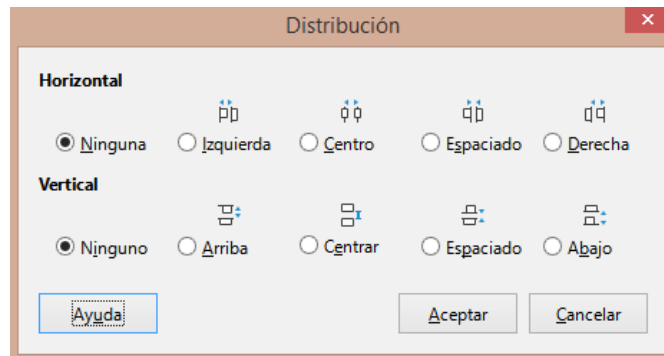 Distribución
Horizontal
Ninguna Izquierda Centro Espaciado Derecha
Vertical
Ninguno Arriba Centrar Espaciado Abajo
Ayuda Aceptar Cancelar